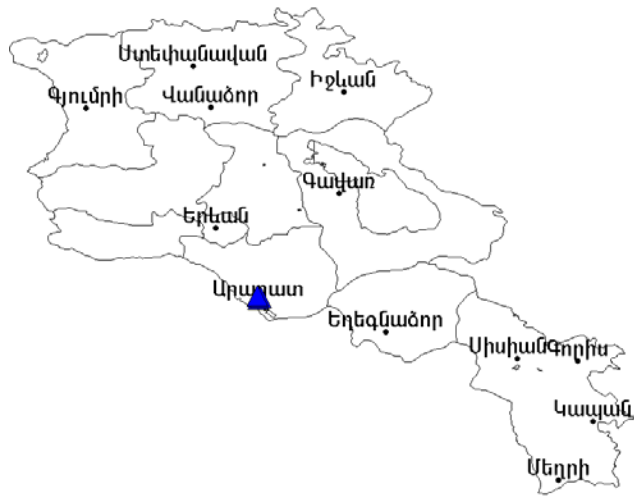 Ստեփանավան
Իջևան
Գյումրի
Վանաձոր
Գավառ
Երևան
Արարատ
Եղեգնաձոր
Սիսիան
Գորիս
Կապան
Մեղրի